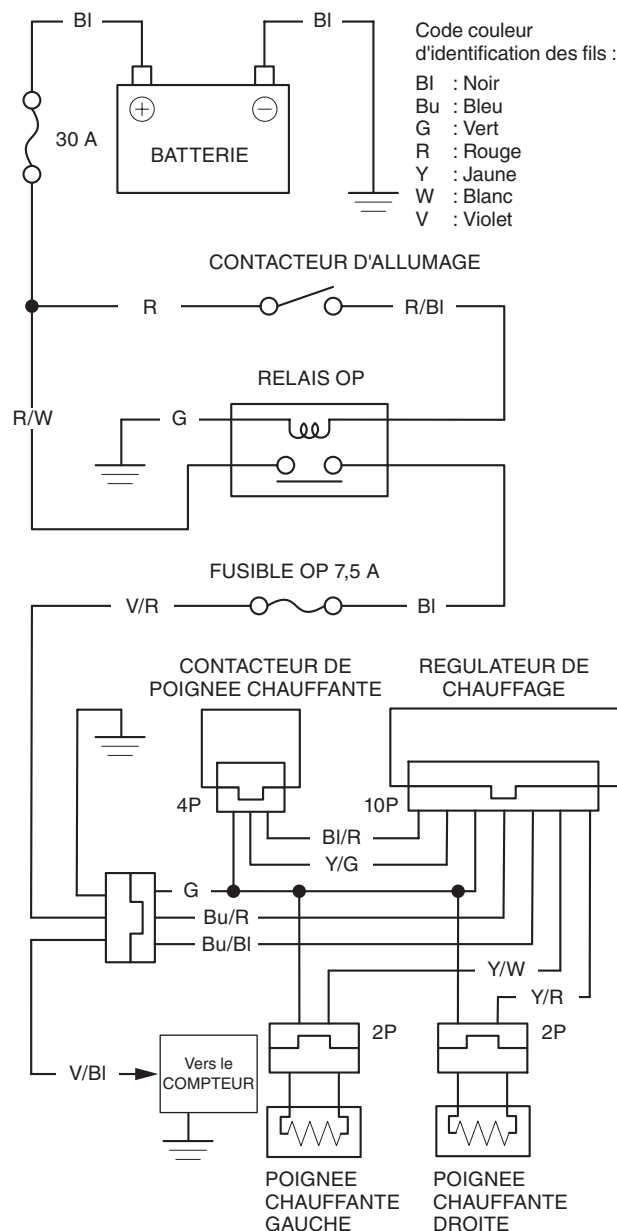 Bl
Bl
Code couleur
d'identification des fils :
Bl : Noir
Bu : Bleu
G : Vert
R : Rouge
Y : Jaune
W : Blanc
V : Violet
30 A
+
−
BATTERIE
CONTACTEUR D'ALLUMAGE
R
R/Bl
RELAIS OP
R/W
G
FUSIBLE OP 7,5 A
V/R
Bl
CONTACTEUR DE
POIGNEE CHAUFFANTE
REGULATEUR DE
CHAUFFAGE
4P
10P
Bl/R
Y/G
G
Bu/R
Bu/Bl
Y/W
Y/R
2P
2P
V/Bl
Vers le
COMPTEUR
POIGNEE
CHAUFFANTE
GAUCHE
POIGNEE
CHAUFFANTE
DROITE